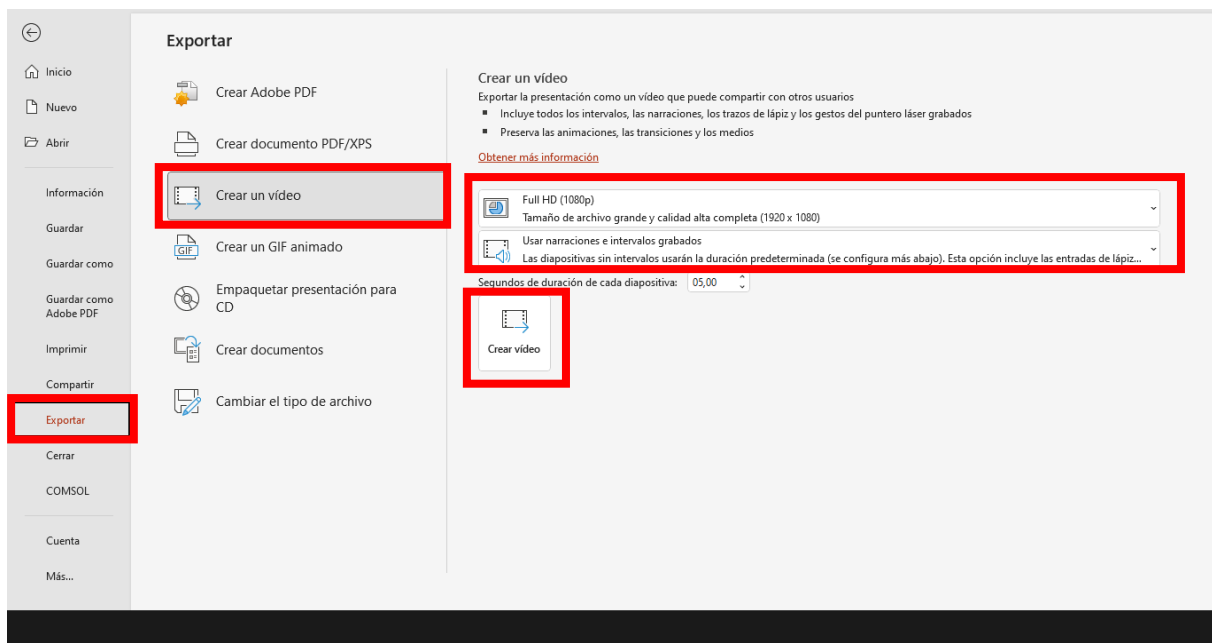 Inicio
Nuevo
Abrir
Información
Guardar
Guardar como
Guardar como
Adobe PDF
Imprimir
Compartir
Exportar
Cerrar
COMSOL
Cuenta
Más...
Exportar
Crear Adobe PDF
Crear documento PDF/XPS
Crear un vídeo
GIF
Crear un GIF animado
Empaquetar presentación para
CD
Crear documentos
Cambiar el tipo de archivo
Crear un vídeo
Exportar la presentación como un vídeo que puede compartir con otros usuarios
▪ Incluye todos los intervalos, las narraciones, los trazos de lápiz y los gestos del puntero láser grabados
▪ Preserva las animaciones, las transiciones y los medios
Obtener más información
Full HD (1080p)
Tamaño de archivo grande y calidad alta completa (1920 x 1080)
Usar narraciones e intervalos grabados
Las diapositivas sin intervalos usarán la duración predeterminada (se configura más abajo). Esta opción incluye las entradas de lápiz...
Segundos de duración de cada diapositiva: 05,00
Crear vídeo